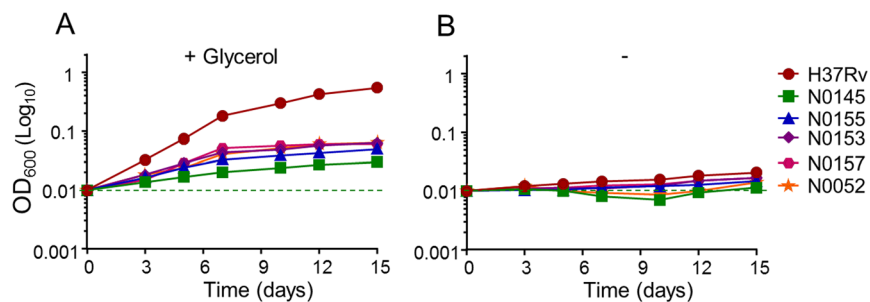 A
+ Glycerol
OD600 (Log10)
1
0.1
0.01
0.001
0 3 6 9 12 15
Time (days)
B
-
1
0.1
0.01
0.001
0 3 6 9 12 15
Time (days)
H37Rv
N0145
N0155
N0153
N0157
N0052